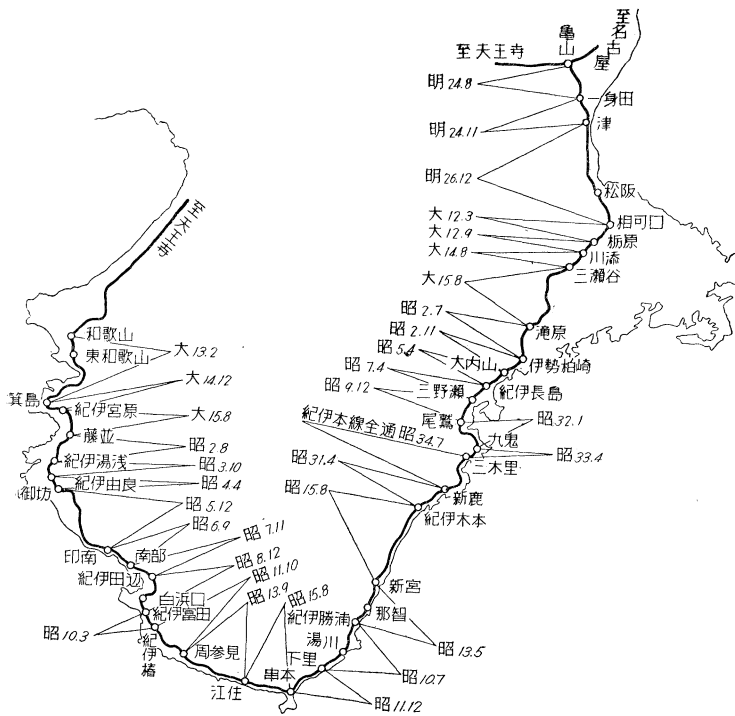 至名古屋
亀山
至天王寺
明24.8
一身田
明24.11
津
明26.12
松阪
大12.3
相可口
大12.9
栃原
大14.8
川添
三瀬谷
大15.8
昭2.7
滝原
昭2.11
昭5.4
大内山
伊勢柏崎
昭7.4
三野瀬
紀伊長島
昭9.12
尾鷲
昭32.1
紀伊本線全通昭34.7
九鬼
昭33.4
三木里
昭31.4
新鹿
昭15.8
紀伊木本
新宮
那智
紀伊勝浦
昭13.5
湯川
昭10.7
下里
昭11.12
串本
至天王寺
和歌山
東和歌山
大13.2
大14.12
箕島
紀伊宮原
大15.8
藤並
昭2.8
紀伊湯浅
昭3.10
紀伊由良
昭4.4
御坊
昭5.12
昭6.9
昭7.11
印南
南部
昭8.12
紀伊田辺
昭11.10
白浜口
昭13.9
昭15.8
紀伊富田
昭10.3
紀伊椿
周参見
江住